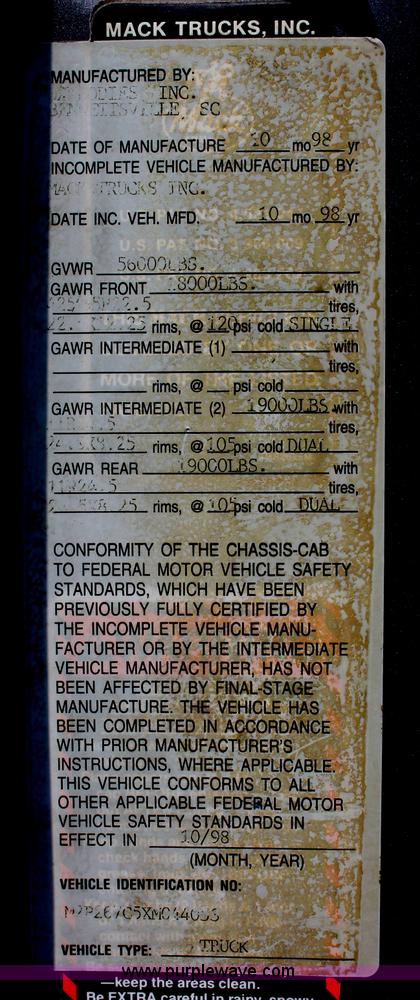 MACK TRUCKS, INC.
MANUFACTURED BY:
INC.
SC
DATE OF MANUFACTURE 10 mo 98 yr
INCOMPLETE VEHICLE MANUFACTURED BY:
MACK TRUCKS INC.
DATE INC. VEH. MFD. 10 mo 98 yr
U.S. PAT. NO.
GVWR 56000LBS.
GAWR FRONT 18000LBS. with
tires,
rims, @ 120 psi cold SINGLE
GAWR INTERMEDIATE (1) with
tires,
rims, @ psi cold
GAWR INTERMEDIATE (2) 19000LBS. with
tires,
rims, @ 105 psi cold DUAL
GAWR REAR 19000LBS. with
tires,
rims, @ 105 psi cold DUAL
CONFORMITY OF THE CHASSIS-CAB
TO FEDERAL MOTOR VEHICLE SAFETY
STANDARDS, WHICH HAVE BEEN
PREVIOUSLY FULLY CERTIFIED BY
THE INCOMPLETE VEHICLE MANU-
FACTURER OR BY THE INTERMEDIATE
VEHICLE MANUFACTURER, HAS NOT
BEEN AFFECTED BY FINAL-STAGE
MANUFACTURE. THE VEHICLE HAS
BEEN COMPLETED IN ACCORDANCE
WITH PRIOR MANUFACTURER'S
INSTRUCTIONS, WHERE APPLICABLE.
THIS VEHICLE CONFORMS TO ALL
OTHER APPLICABLE FEDERAL MOTOR
VEHICLE SAFETY STANDARDS IN
EFFECT IN 10/98
(MONTH, YEAR)
VEHICLE IDENTIFICATION NO:
VEHICLE TYPE: TRUCK
www.purplewave.com
—keep the areas clean.
Be EXTRA careful in rainy, snowy